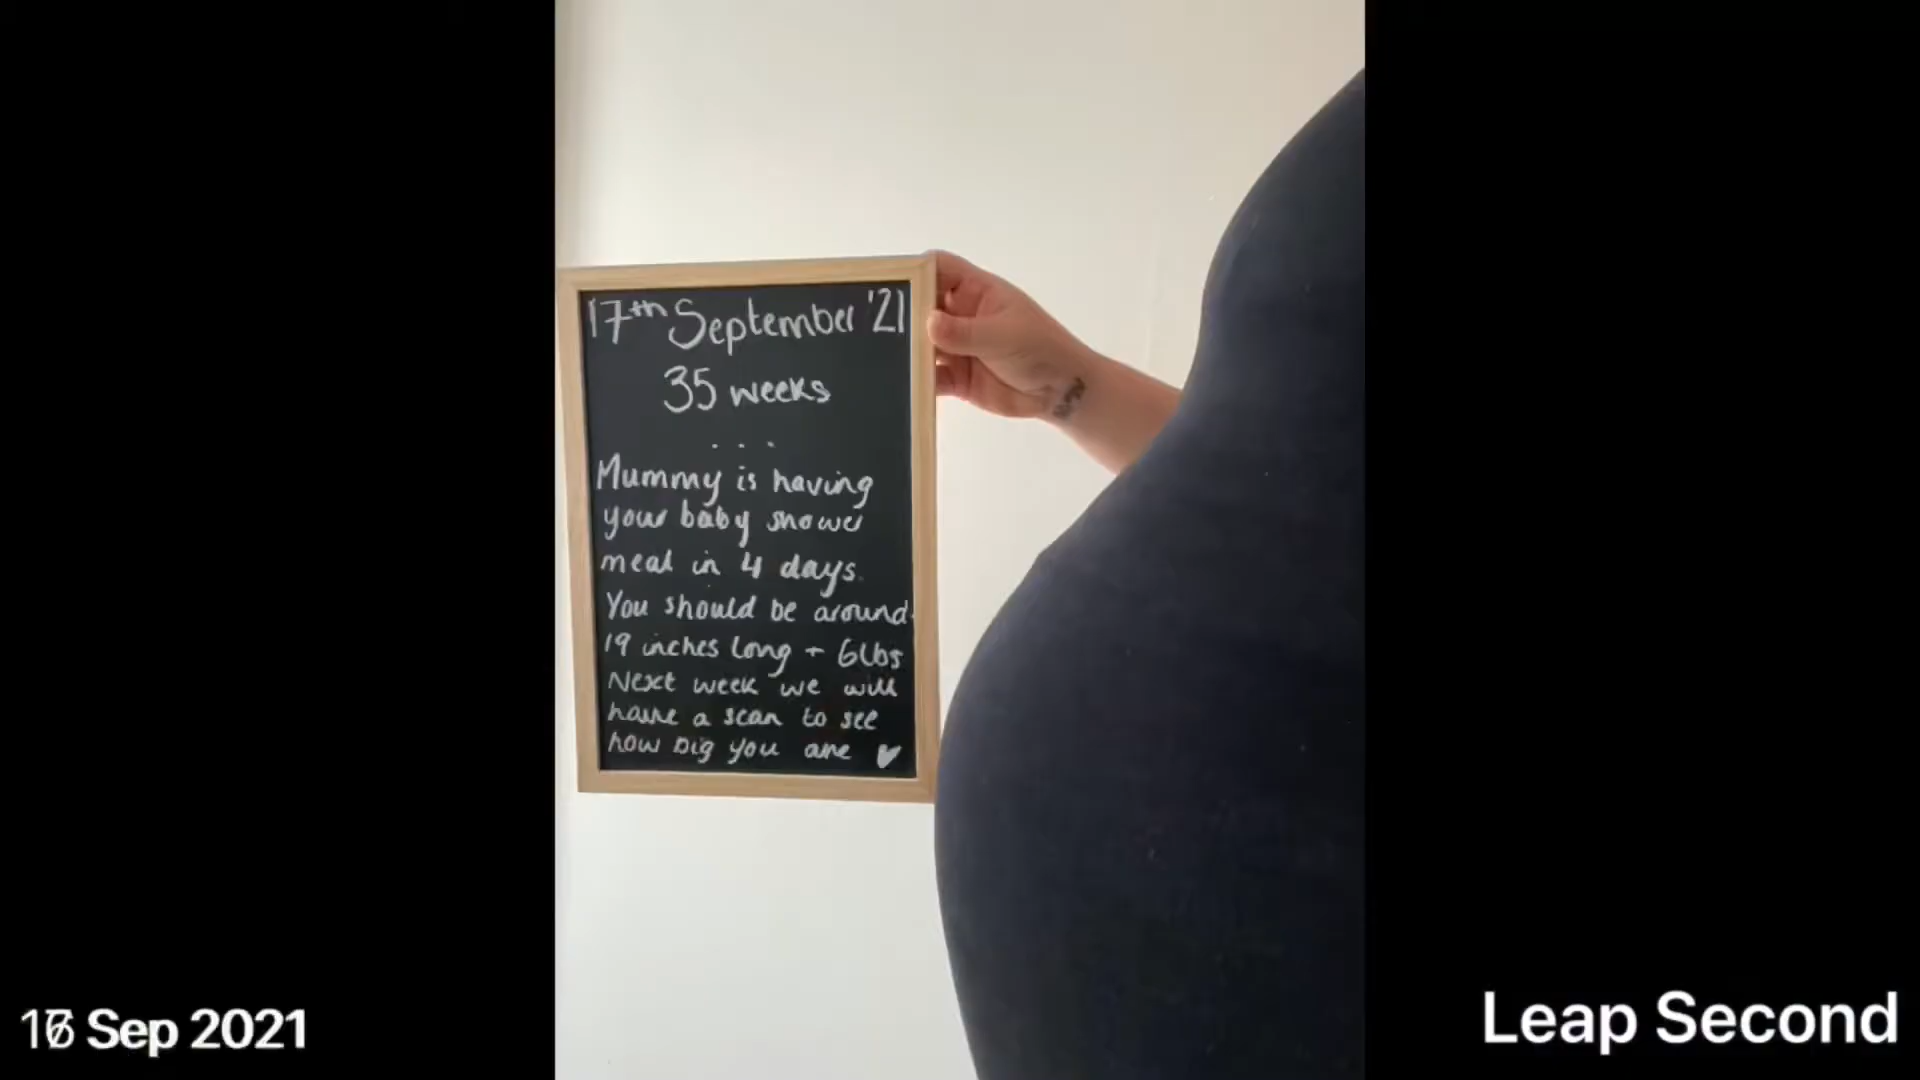 17th September '21
35 weeks
...
Mummy is having
your baby shower
meal in 4 days.
You should be around
19 inches long + 6lbs
Next week we will
have a scan to see
how big you are ♥
Sep 2021
Leap Second